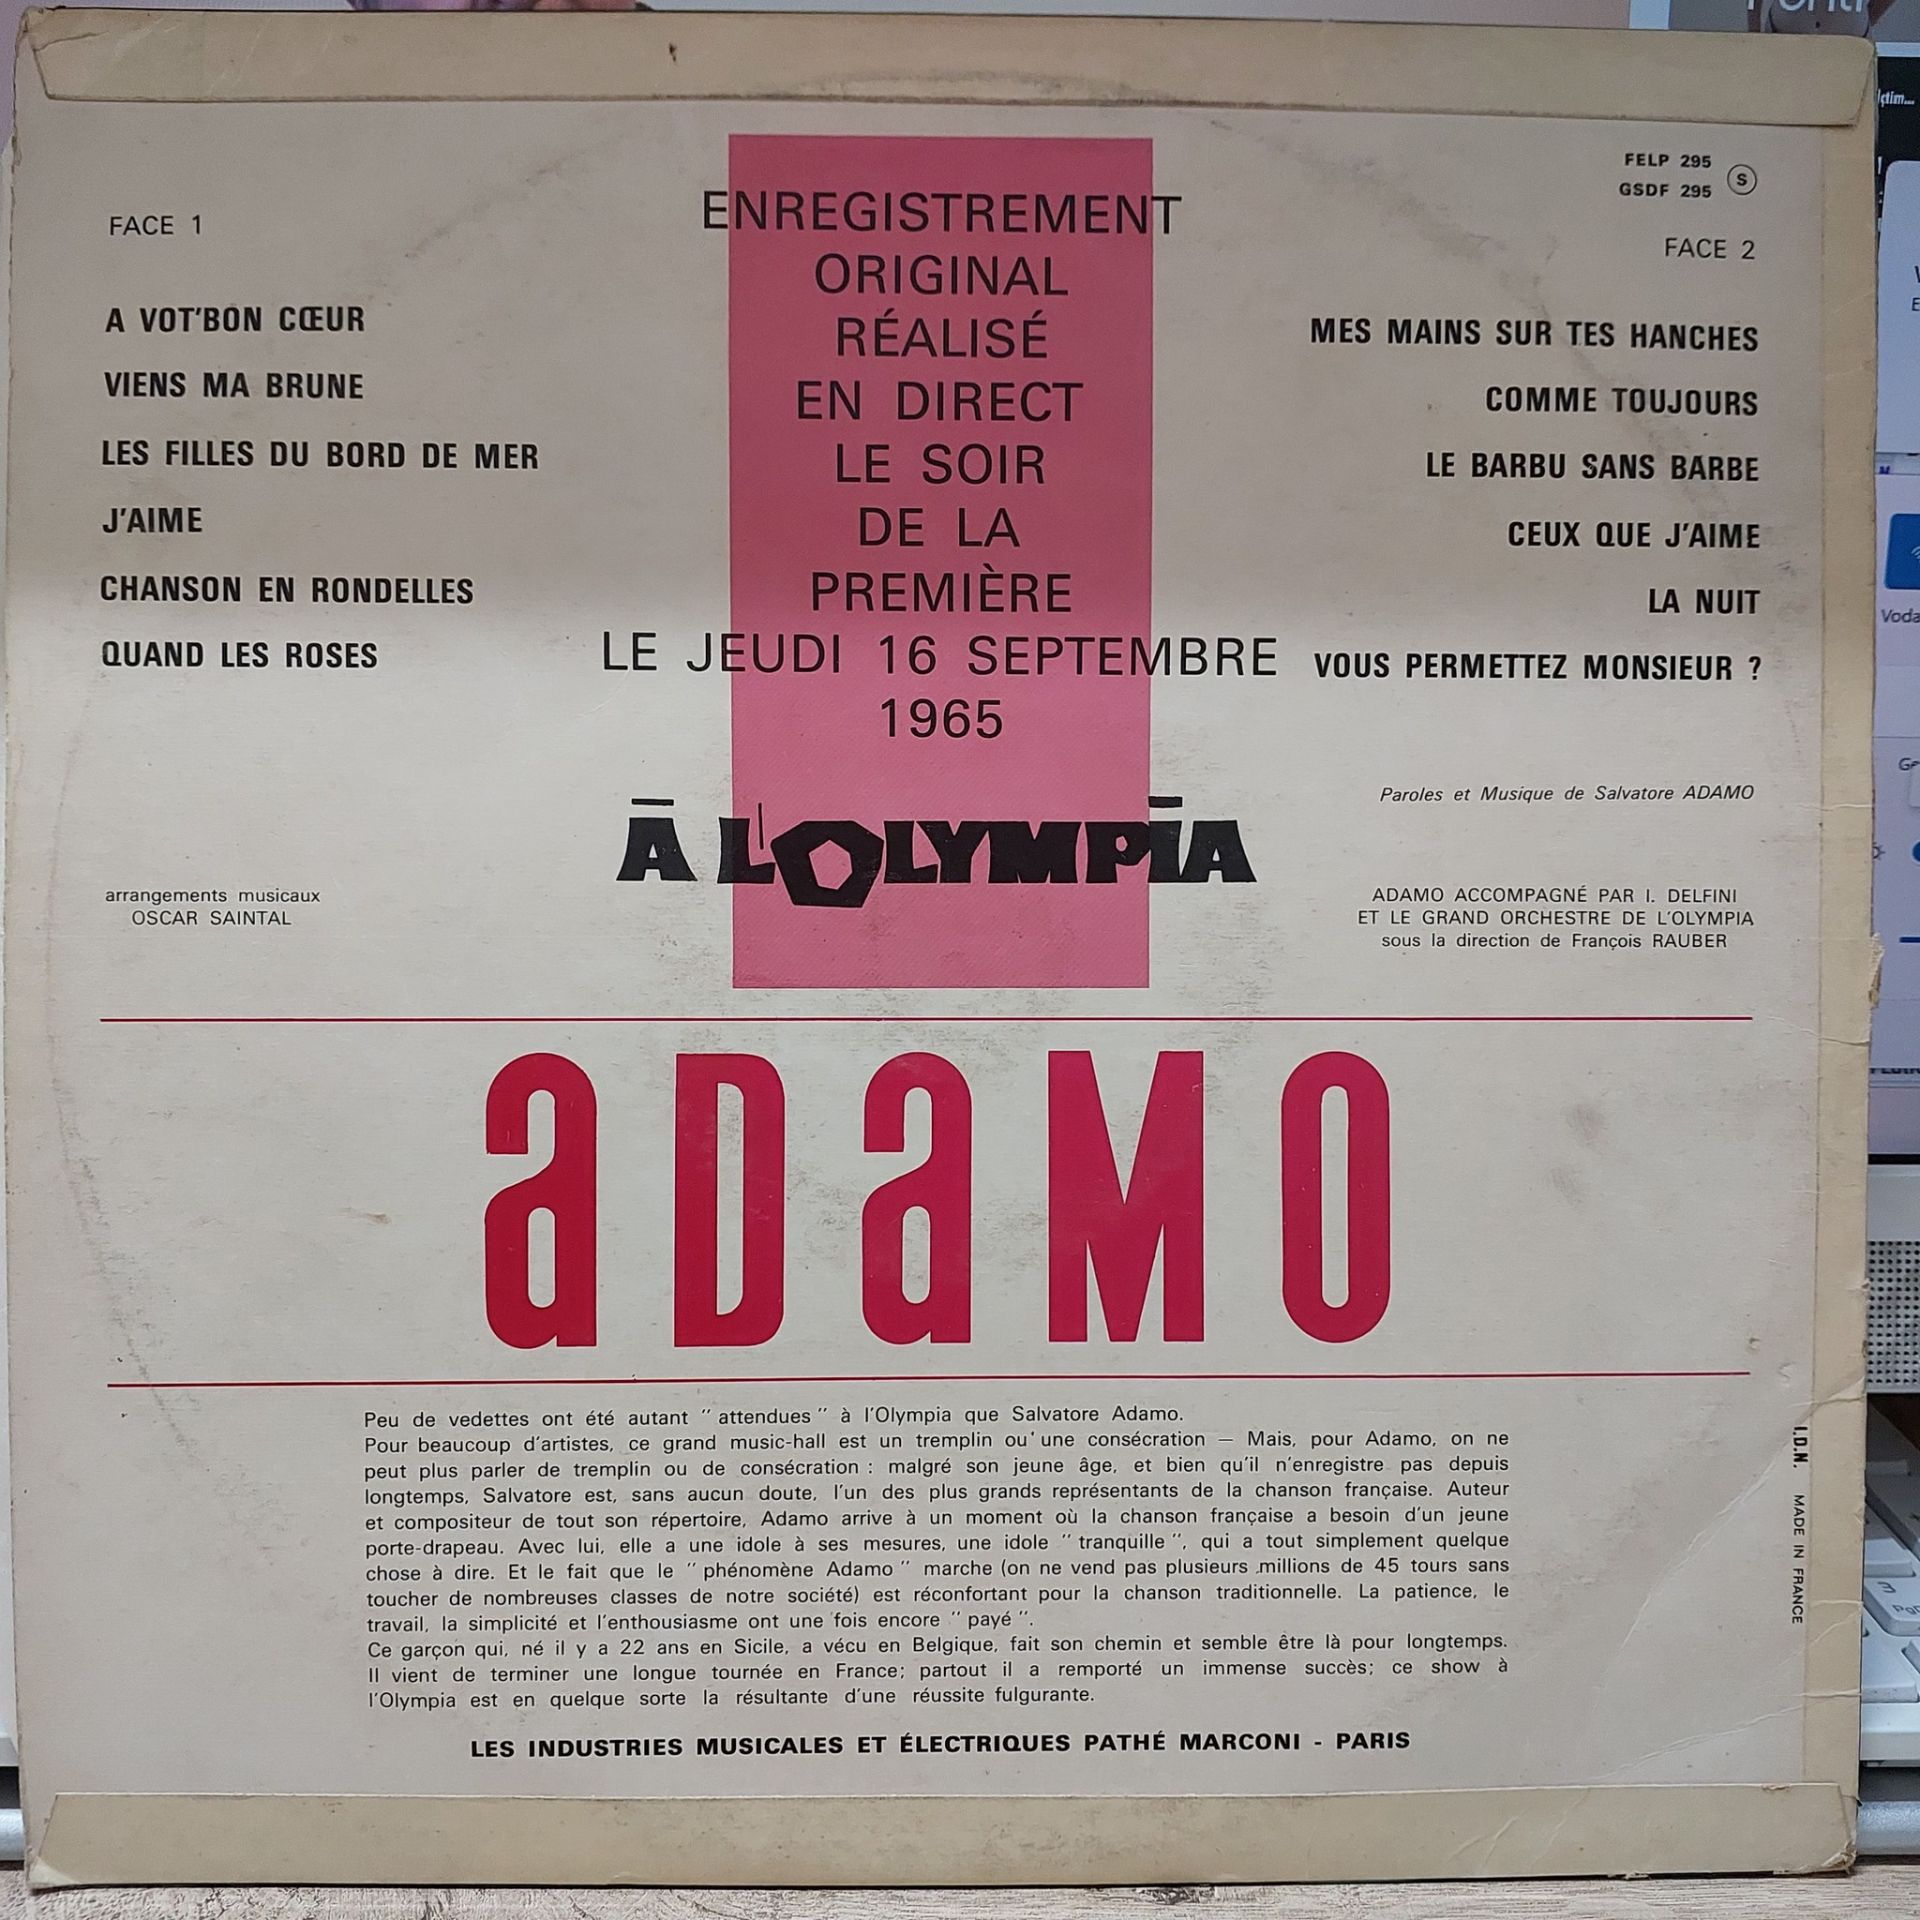 FELP 295
GSDF 295 S
FACE 1
A VOT'BON CŒUR
VIENS MA BRUNE
LES FILLES DU BORD DE MER
J'AIME
CHANSON EN RONDELLES
QUAND LES ROSES
arrangements musicaux
OSCAR SAINTAL
ENREGISTREMENT
ORIGINAL
RÉALISÉ
EN DIRECT
LE SOIR
DE LA
PREMIÈRE
LE JEUDI 16 SEPTEMBRE
1965
À L'OLYMPIA
FACE 2
MES MAINS SUR TES HANCHES
COMME TOUJOURS
LE BARBU SANS BARBE
CEUX QUE J'AIME
LA NUIT
VOUS PERMETTEZ MONSIEUR ?
Paroles et Musique de Salvatore ADAMO
ADAMO ACCOMPAGNÉ PAR I. DELFINI
ET LE GRAND ORCHESTRE DE L'OLYMPIA
sous la direction de François RAUBER
aDaMO
Peu de vedettes ont été autant "attendues" à l'Olympia que Salvatore Adamo.
Pour beaucoup d'artistes, ce grand music-hall est un tremplin ou une consécration — Mais, pour Adamo, on ne
peut plus parler de tremplin ou de consécration : malgré son jeune âge, et bien qu'il n'enregistre pas depuis
longtemps, Salvatore est, sans aucun doute, l'un des plus grands représentants de la chanson française. Auteur
et compositeur de tout son répertoire, Adamo arrive à un moment où la chanson française a besoin d'un jeune
porte-drapeau. Avec lui, elle a une idole à ses mesures, une idole "tranquille", qui a tout simplement quelque
chose à dire. Et le fait que le "phénomène Adamo" marche (on ne vend pas plusieurs millions de 45 tours sans
toucher de nombreuses classes de notre société) est réconfortant pour la chanson traditionnelle. La patience, le
travail, la simplicité et l'enthousiasme ont une fois encore "payé".
Ce garçon qui, né il y a 22 ans en Sicile, a vécu en Belgique, fait son chemin et semble être là pour longtemps.
Il vient de terminer une longue tournée en France; partout il a remporté un immense succès; ce show à
l'Olympia est en quelque sorte la résultante d'une réussite fulgurante.
LES INDUSTRIES MUSICALES ET ÉLECTRIQUES PATHÉ MARCONI - PARIS
I.D.N. MADE IN FRANCE